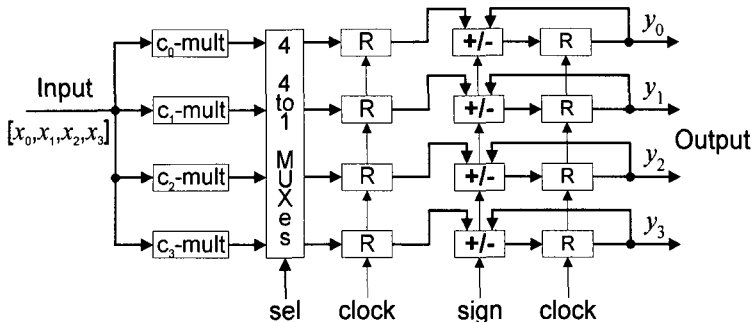 c₀-mult
R
+/-
R
y₀
Input
[x₀,x₁,x₂,x₃]
c₁-mult
R
+/-
R
y₁
Output
c₂-mult
R
+/-
R
y₂
c₃-mult
R
+/-
R
y₃
4 4 to 1 MUXes
sel
clock
sign
clock